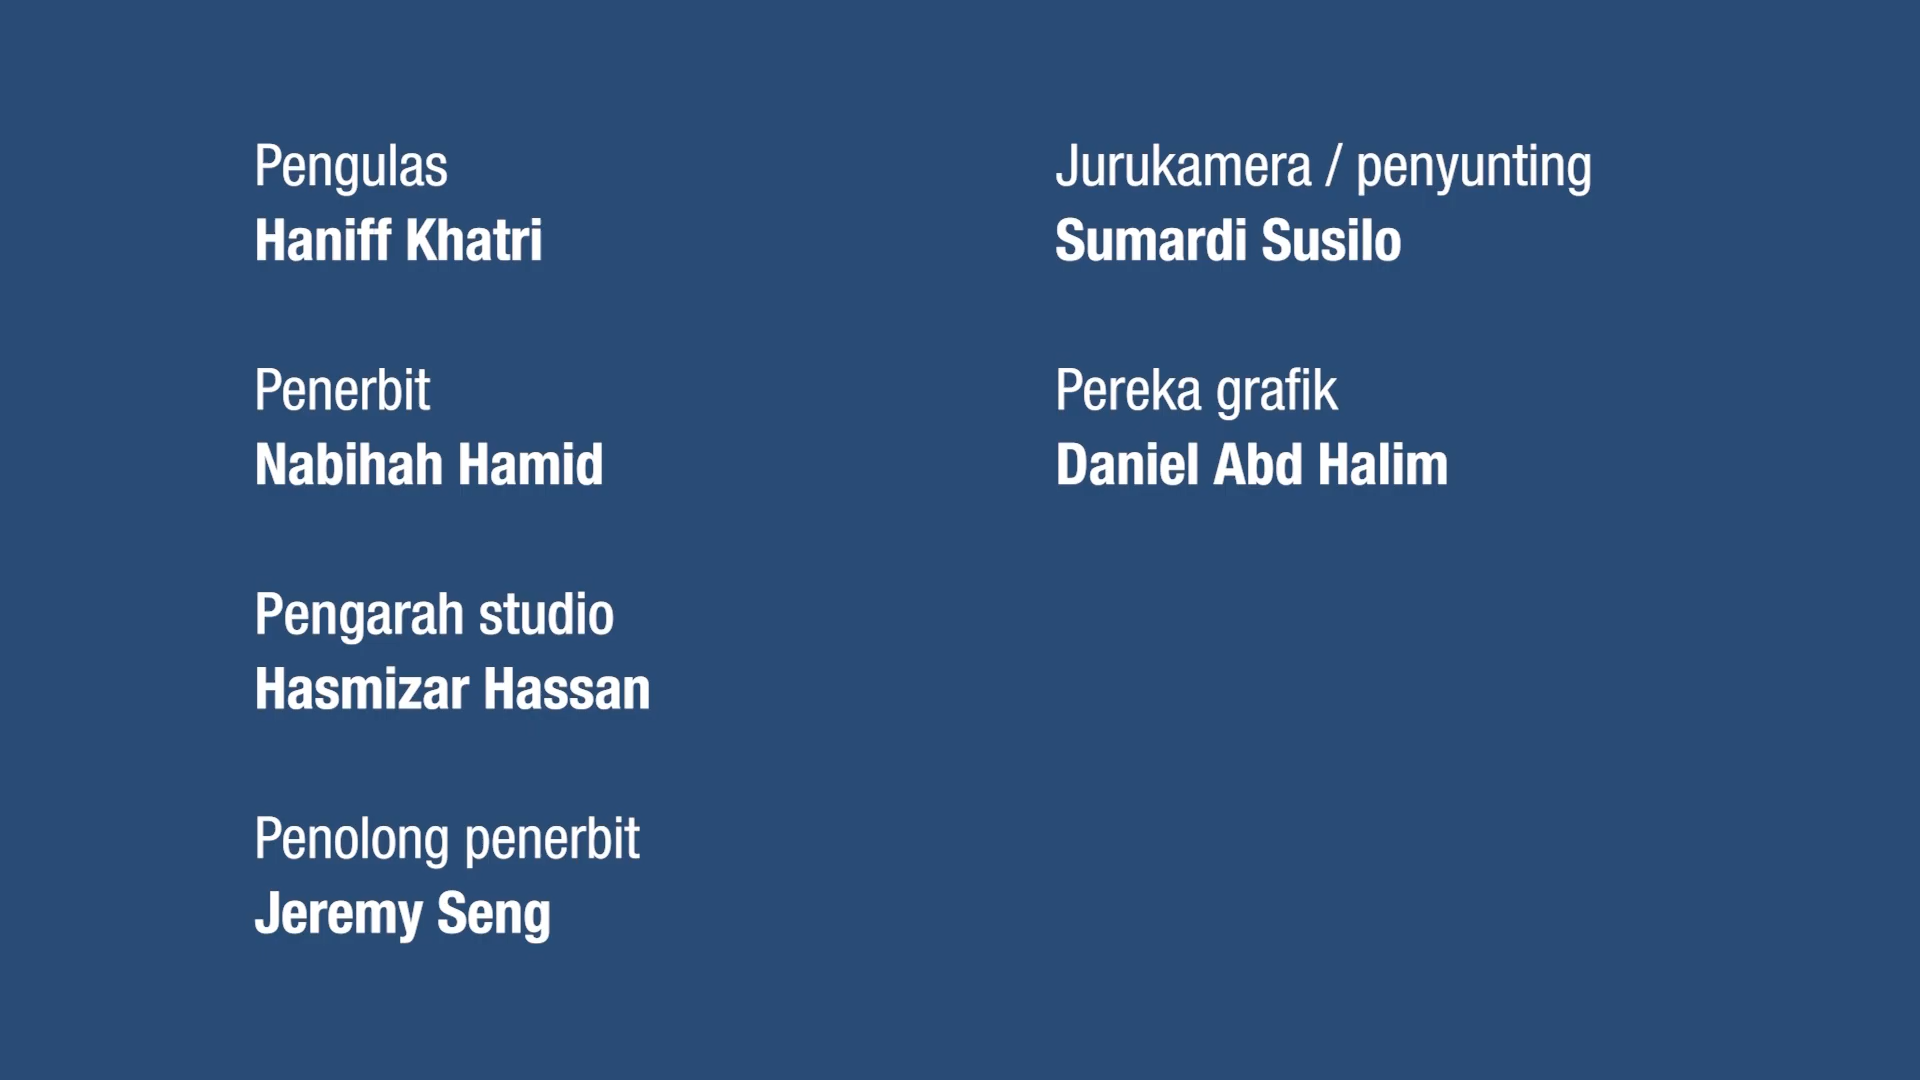 Pengulas
Haniff Khatri
Penerbit
Nabihah Hamid
Pengarah studio
Hasmizar Hassan
Penolong penerbit
Jeremy Seng
Jurukamera / penyunting
Sumardi Susilo
Pereka grafik
Daniel Abd Halim